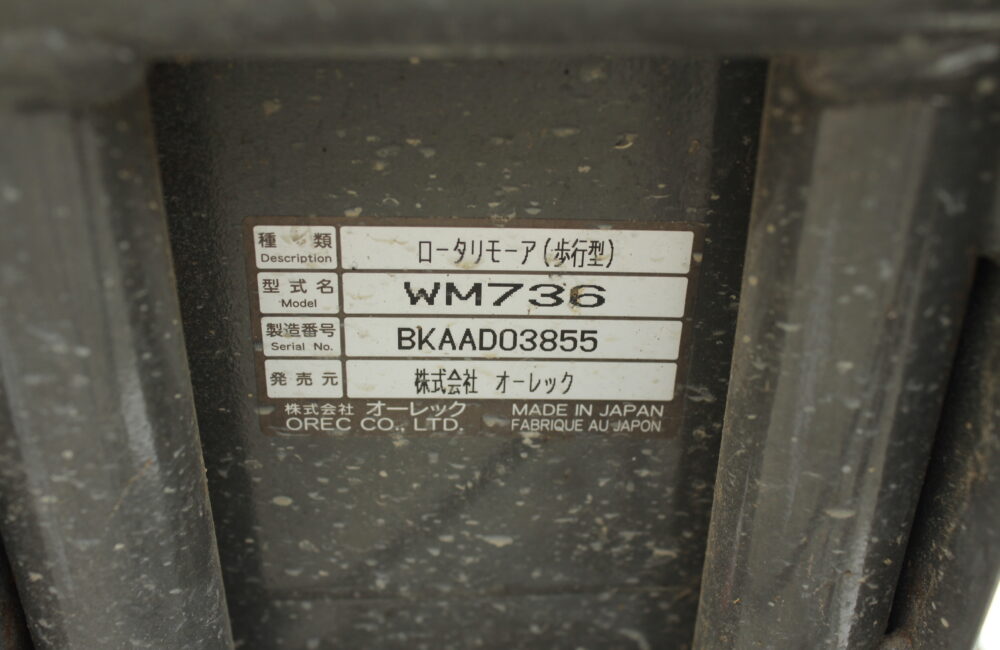 種類 ロータリモーア(歩行型)
Description
型式名 WM736
Model
製造番号 BKAAD03855
Serial No.
発売元 株式会社 オーレック
株式会社 オーレック MADE IN JAPAN
OREC CO., LTD. FABRIQUE AU JAPON